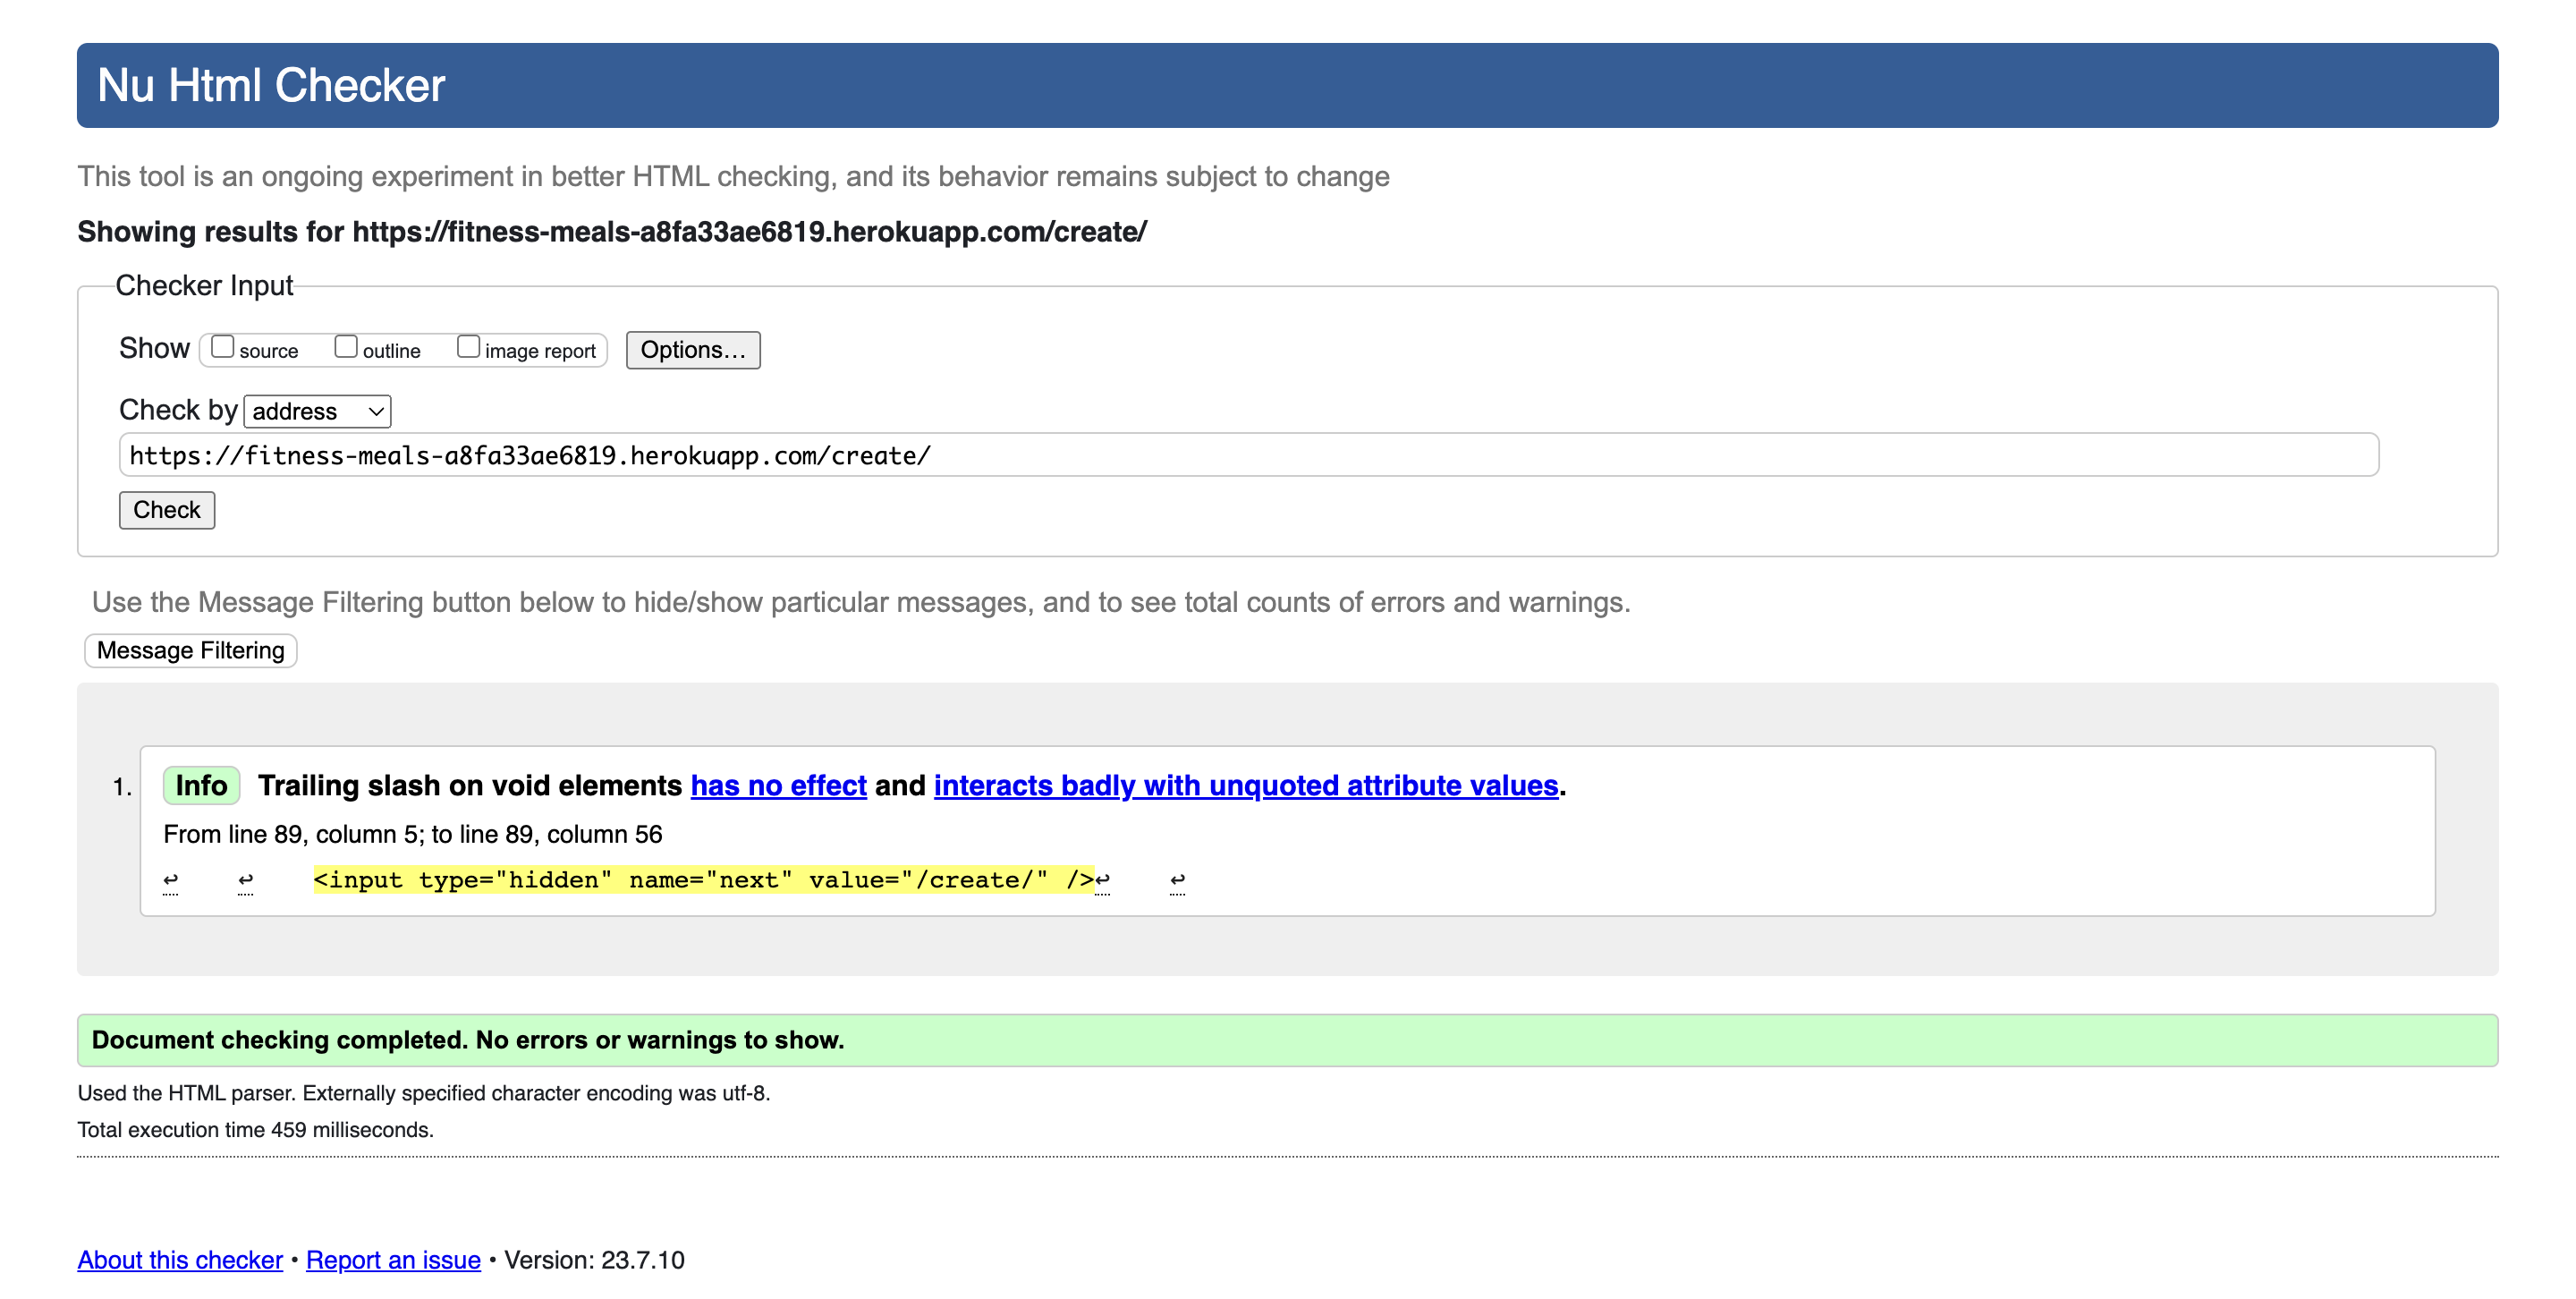 Nu Html Checker
This tool is an ongoing experiment in better HTML checking, and its behavior remains subject to change
Showing results for https://fitness-meals-a8fa33ae6819.herokuapp.com/create/
Checker Input
Show source outline image report Options...
Check by address
https://fitness-meals-a8fa33ae6819.herokuapp.com/create/
Check
Use the Message Filtering button below to hide/show particular messages, and to see total counts of errors and warnings.
Message Filtering
1. Info Trailing slash on void elements has no effect and interacts badly with unquoted attribute values.
From line 89, column 5; to line 89, column 56
↩ ↩ <input type="hidden" name="next" value="/create/" />↩ ↩
Document checking completed. No errors or warnings to show.
Used the HTML parser. Externally specified character encoding was utf-8.
Total execution time 459 milliseconds.
About this checker • Report an issue • Version: 23.7.10